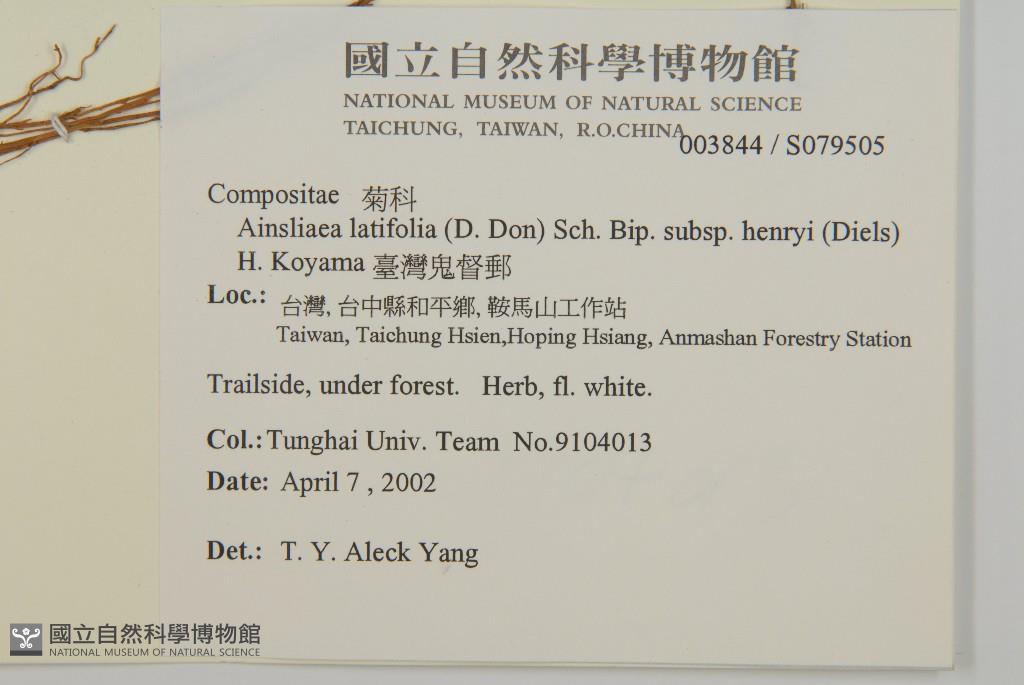 國立自然科學博物館
NATIONAL MUSEUM OF NATURAL SCIENCE
TAICHUNG, TAIWAN, R.O.CHINA
003844 / S079505
Compositae 菊科
Ainsliaea latifolia (D. Don) Sch. Bip. subsp. henryi (Diels)
H. Koyama 臺灣鬼督郵
Loc.: 台灣, 台中縣和平鄉, 鞍馬山工作站
Taiwan, Taichung Hsien,Hoping Hsiang, Anmashan Forestry Station
Trailside, under forest. Herb, fl. white.
Col.: Tunghai Univ. Team No.9104013
Date: April 7 , 2002
Det.: T. Y. Aleck Yang
國立自然科學博物館
NATIONAL MUSEUM OF NATURAL SCIENCE